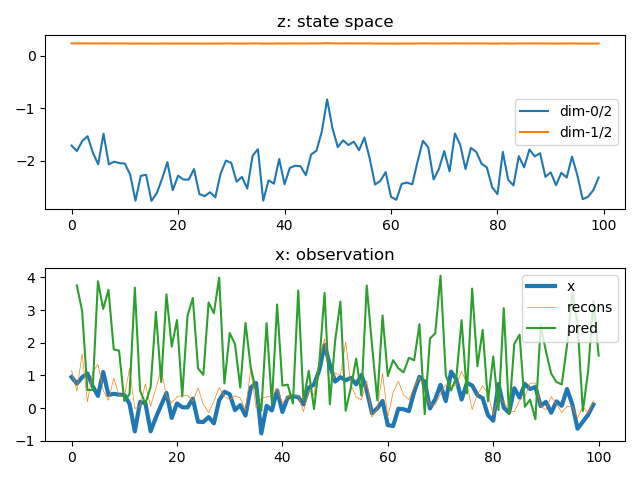 z: state space
0
−1
−2
dim-0/2
dim-1/2
0 20 40 60 80 100
x: observation
4
3
2
1
0
−1
x
recons
pred
0 20 40 60 80 100